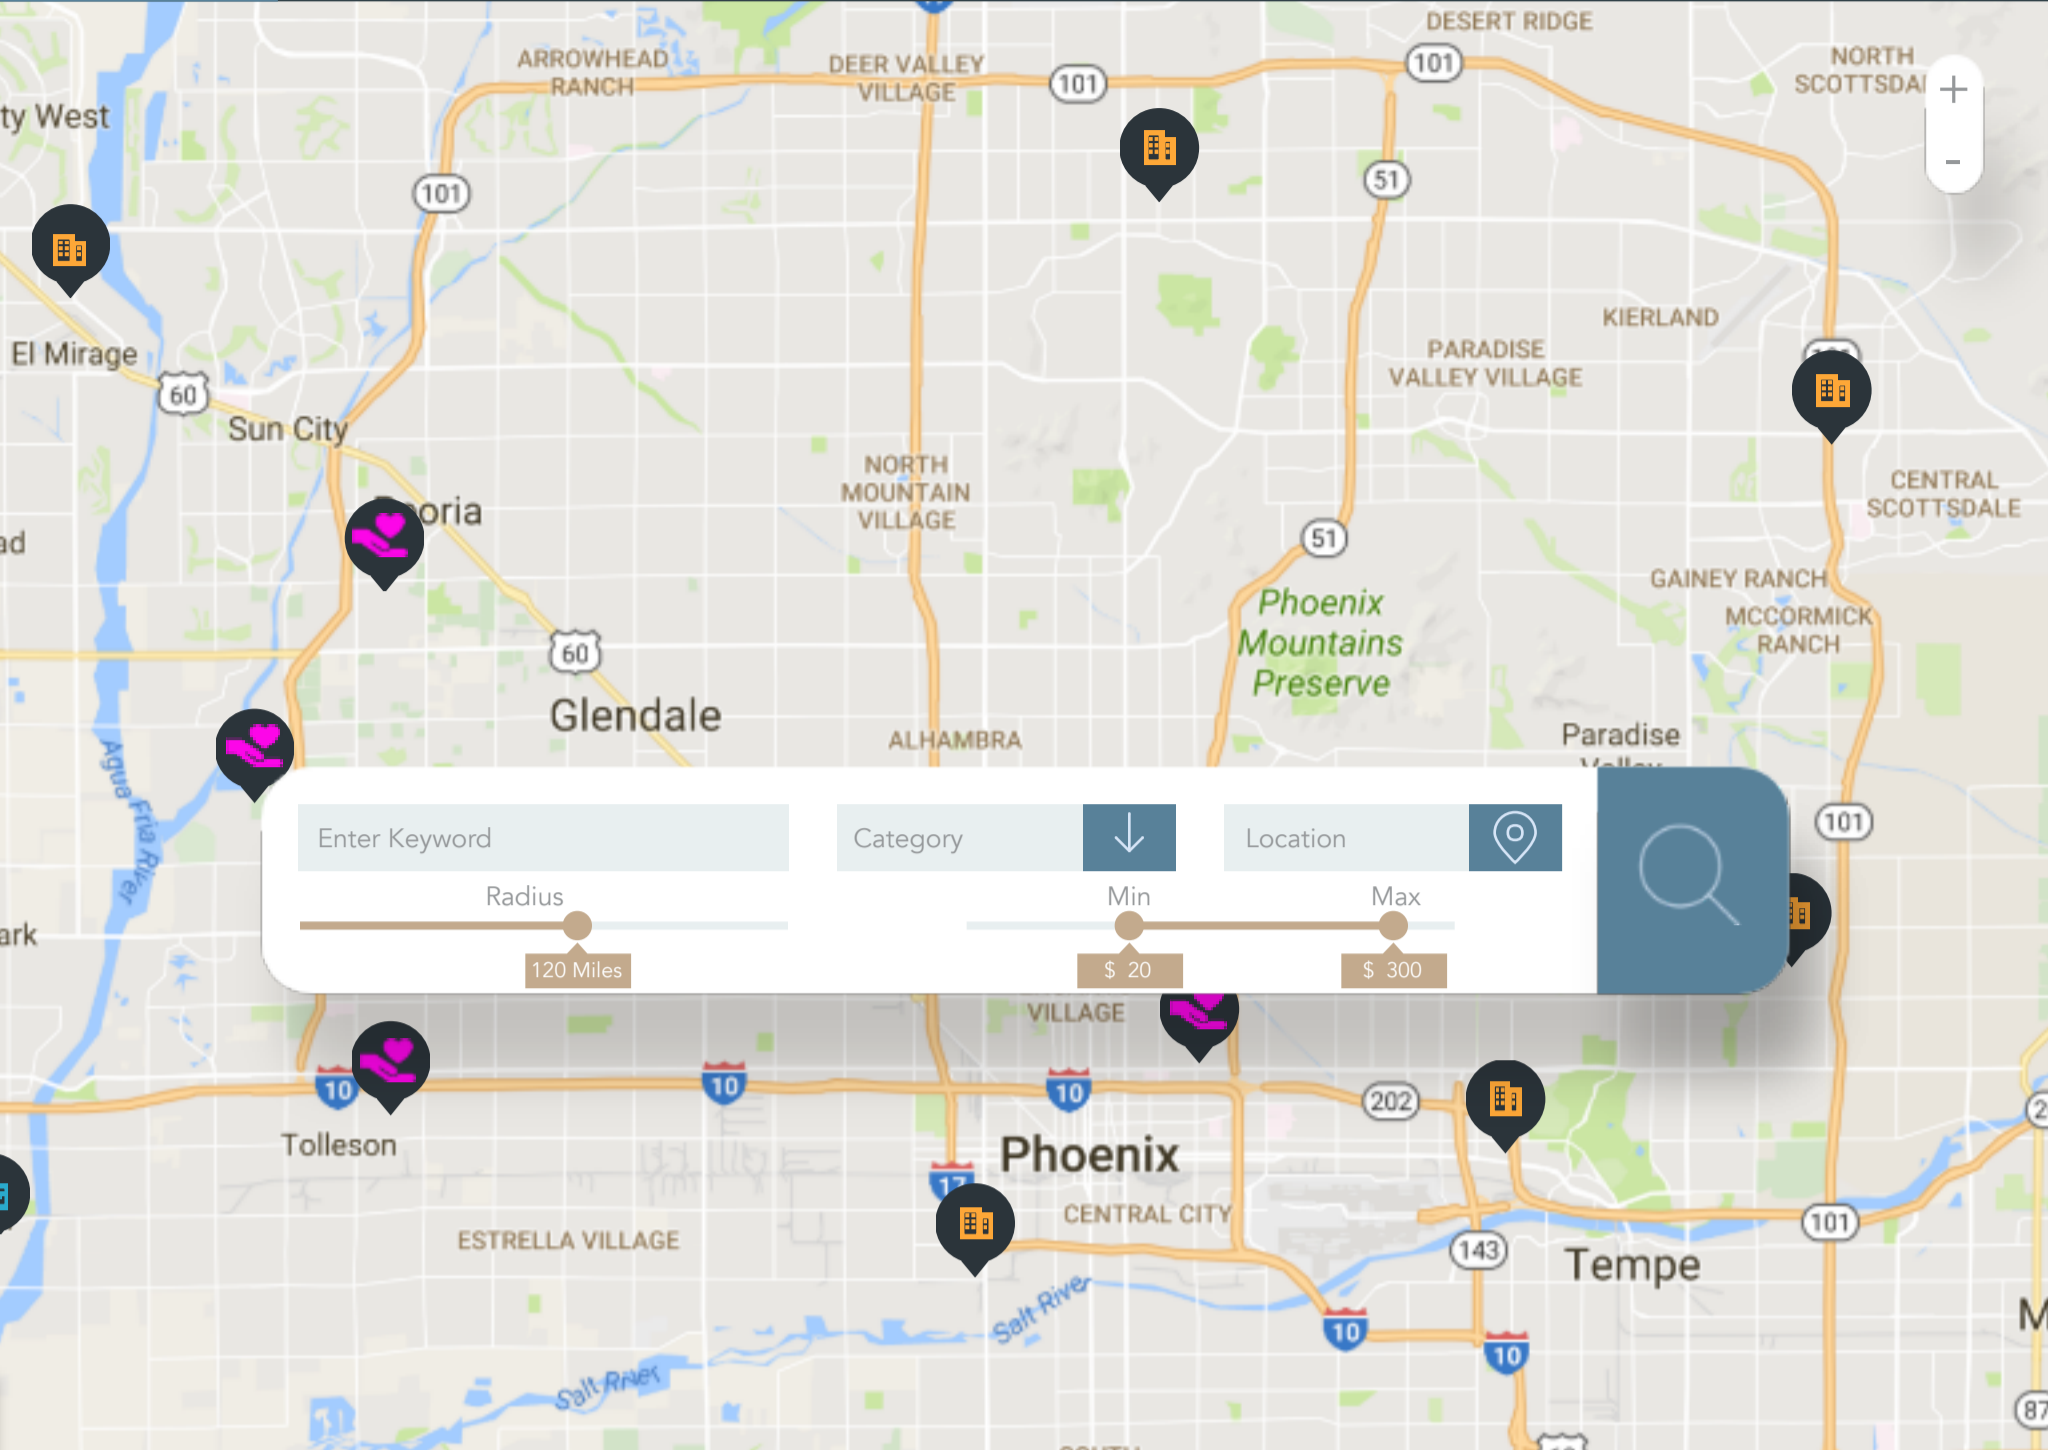 DESERT RIDGE
ARROWHEAD
RANCH
DEER VALLEY
VILLAGE
101
101
NORTH
ty West
+
-
101
51
El Mirage
60
KIERLAND
PARADISE
VALLEY VILLAGE
Sun City
NORTH
MOUNTAIN
VILLAGE
CENTRAL
SCOTTSDALE
51
GAINEY RANCH
MCCORMICK
RANCH
Phoenix
Mountains
Preserve
60
Glendale
ALHAMBRA
Paradise
Agua Fria River
101
Enter Keyword
Category
Location
Radius
Min
Max
120 Miles
$ 20
$ 300
VILLAGE
10
10
10
202
Tolleson
Phoenix
17
CENTRAL CITY
101
ESTRELLA VILLAGE
143
Tempe
Salt River
10
10
Salt River
87